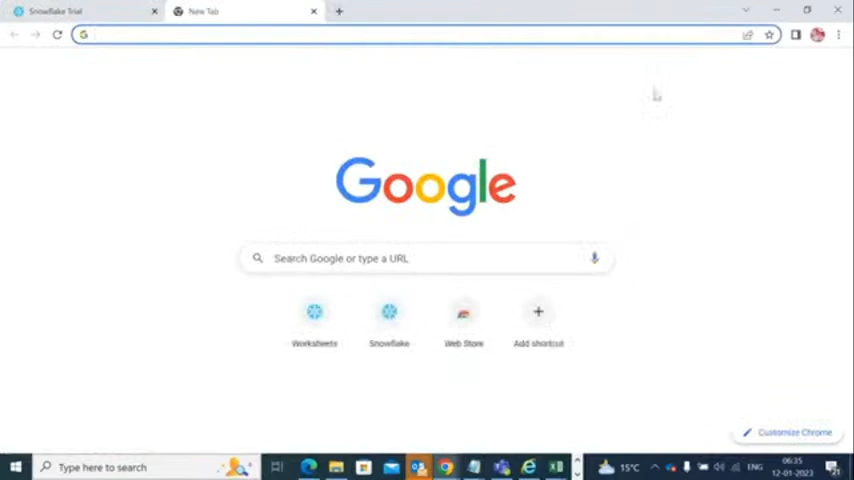 Snowflake Trial
New Tab
Google
Search Google or type a URL
Worksheets
Snowflake
Web Store
Add shortcut
Customize Chrome
Type here to search
15°C
ENG
06:35
12-01-2023
21